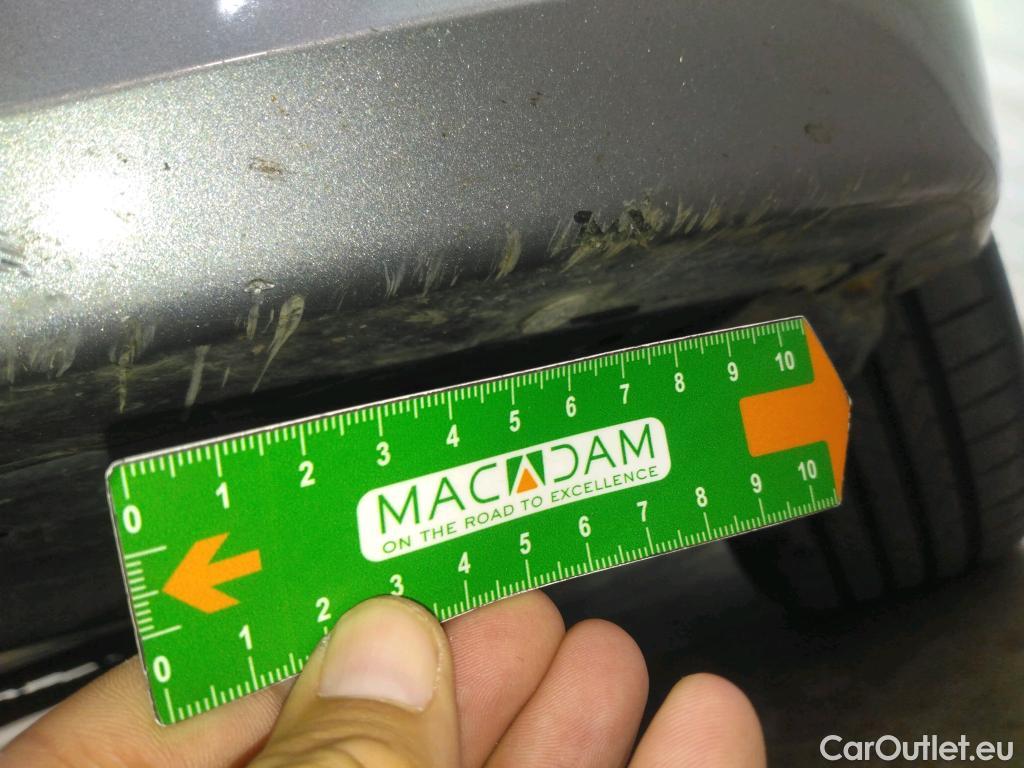 0 1 2 3 4 5 6 7 8 9 10
MACADAM
ON THE ROAD TO EXCELLENCE
0 1 2 3 4 5 6 7 8 9 10
CarOutlet.eu